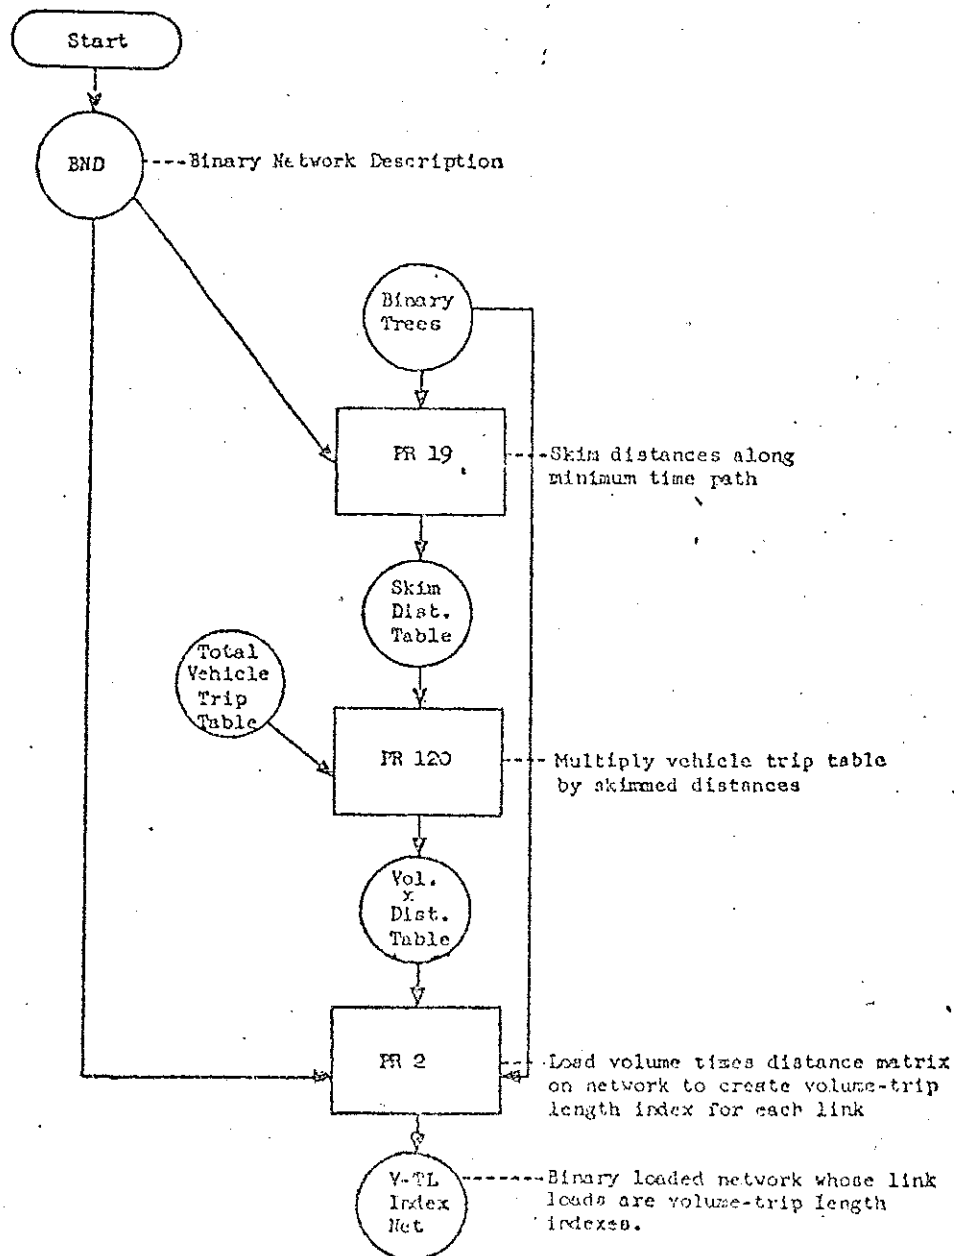 Start
BND
Binary Network Description
Binary
Trees
PR 19
Skim distances along
minimum time path
Skim
Dist.
Table
Total
Vehicle
Trip
Table
PR 120
Multiply vehicle trip table
by skimmed distances
Vol.
x
Dist.
Table
PR 2
Load volume times distance matrix
on network to create volume-trip
length index for each link
V-TL
Index
Net
Binary loaded network whose link
loads are volume-trip length
indexes.